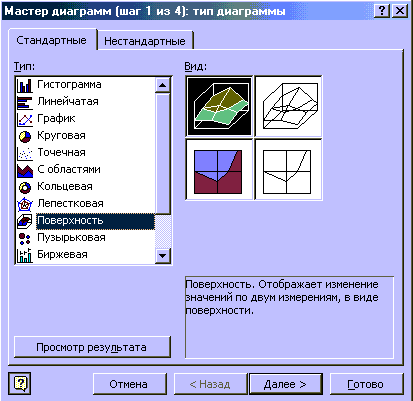 Мастер диаграмм (шаг 1 из 4): тип диаграммы
Стандартные
Нестандартные
Тип:
Гистограмма
Линейчатая
График
Круговая
Точечная
С областями
Кольцевая
Лепестковая
Поверхность
Пузырьковая
Биржевая
Вид:
Поверхность. Отображает изменение
значений по двум измерениям, в виде
поверхности.
Просмотр результата
Отмена
< Назад
Далее >
Готово